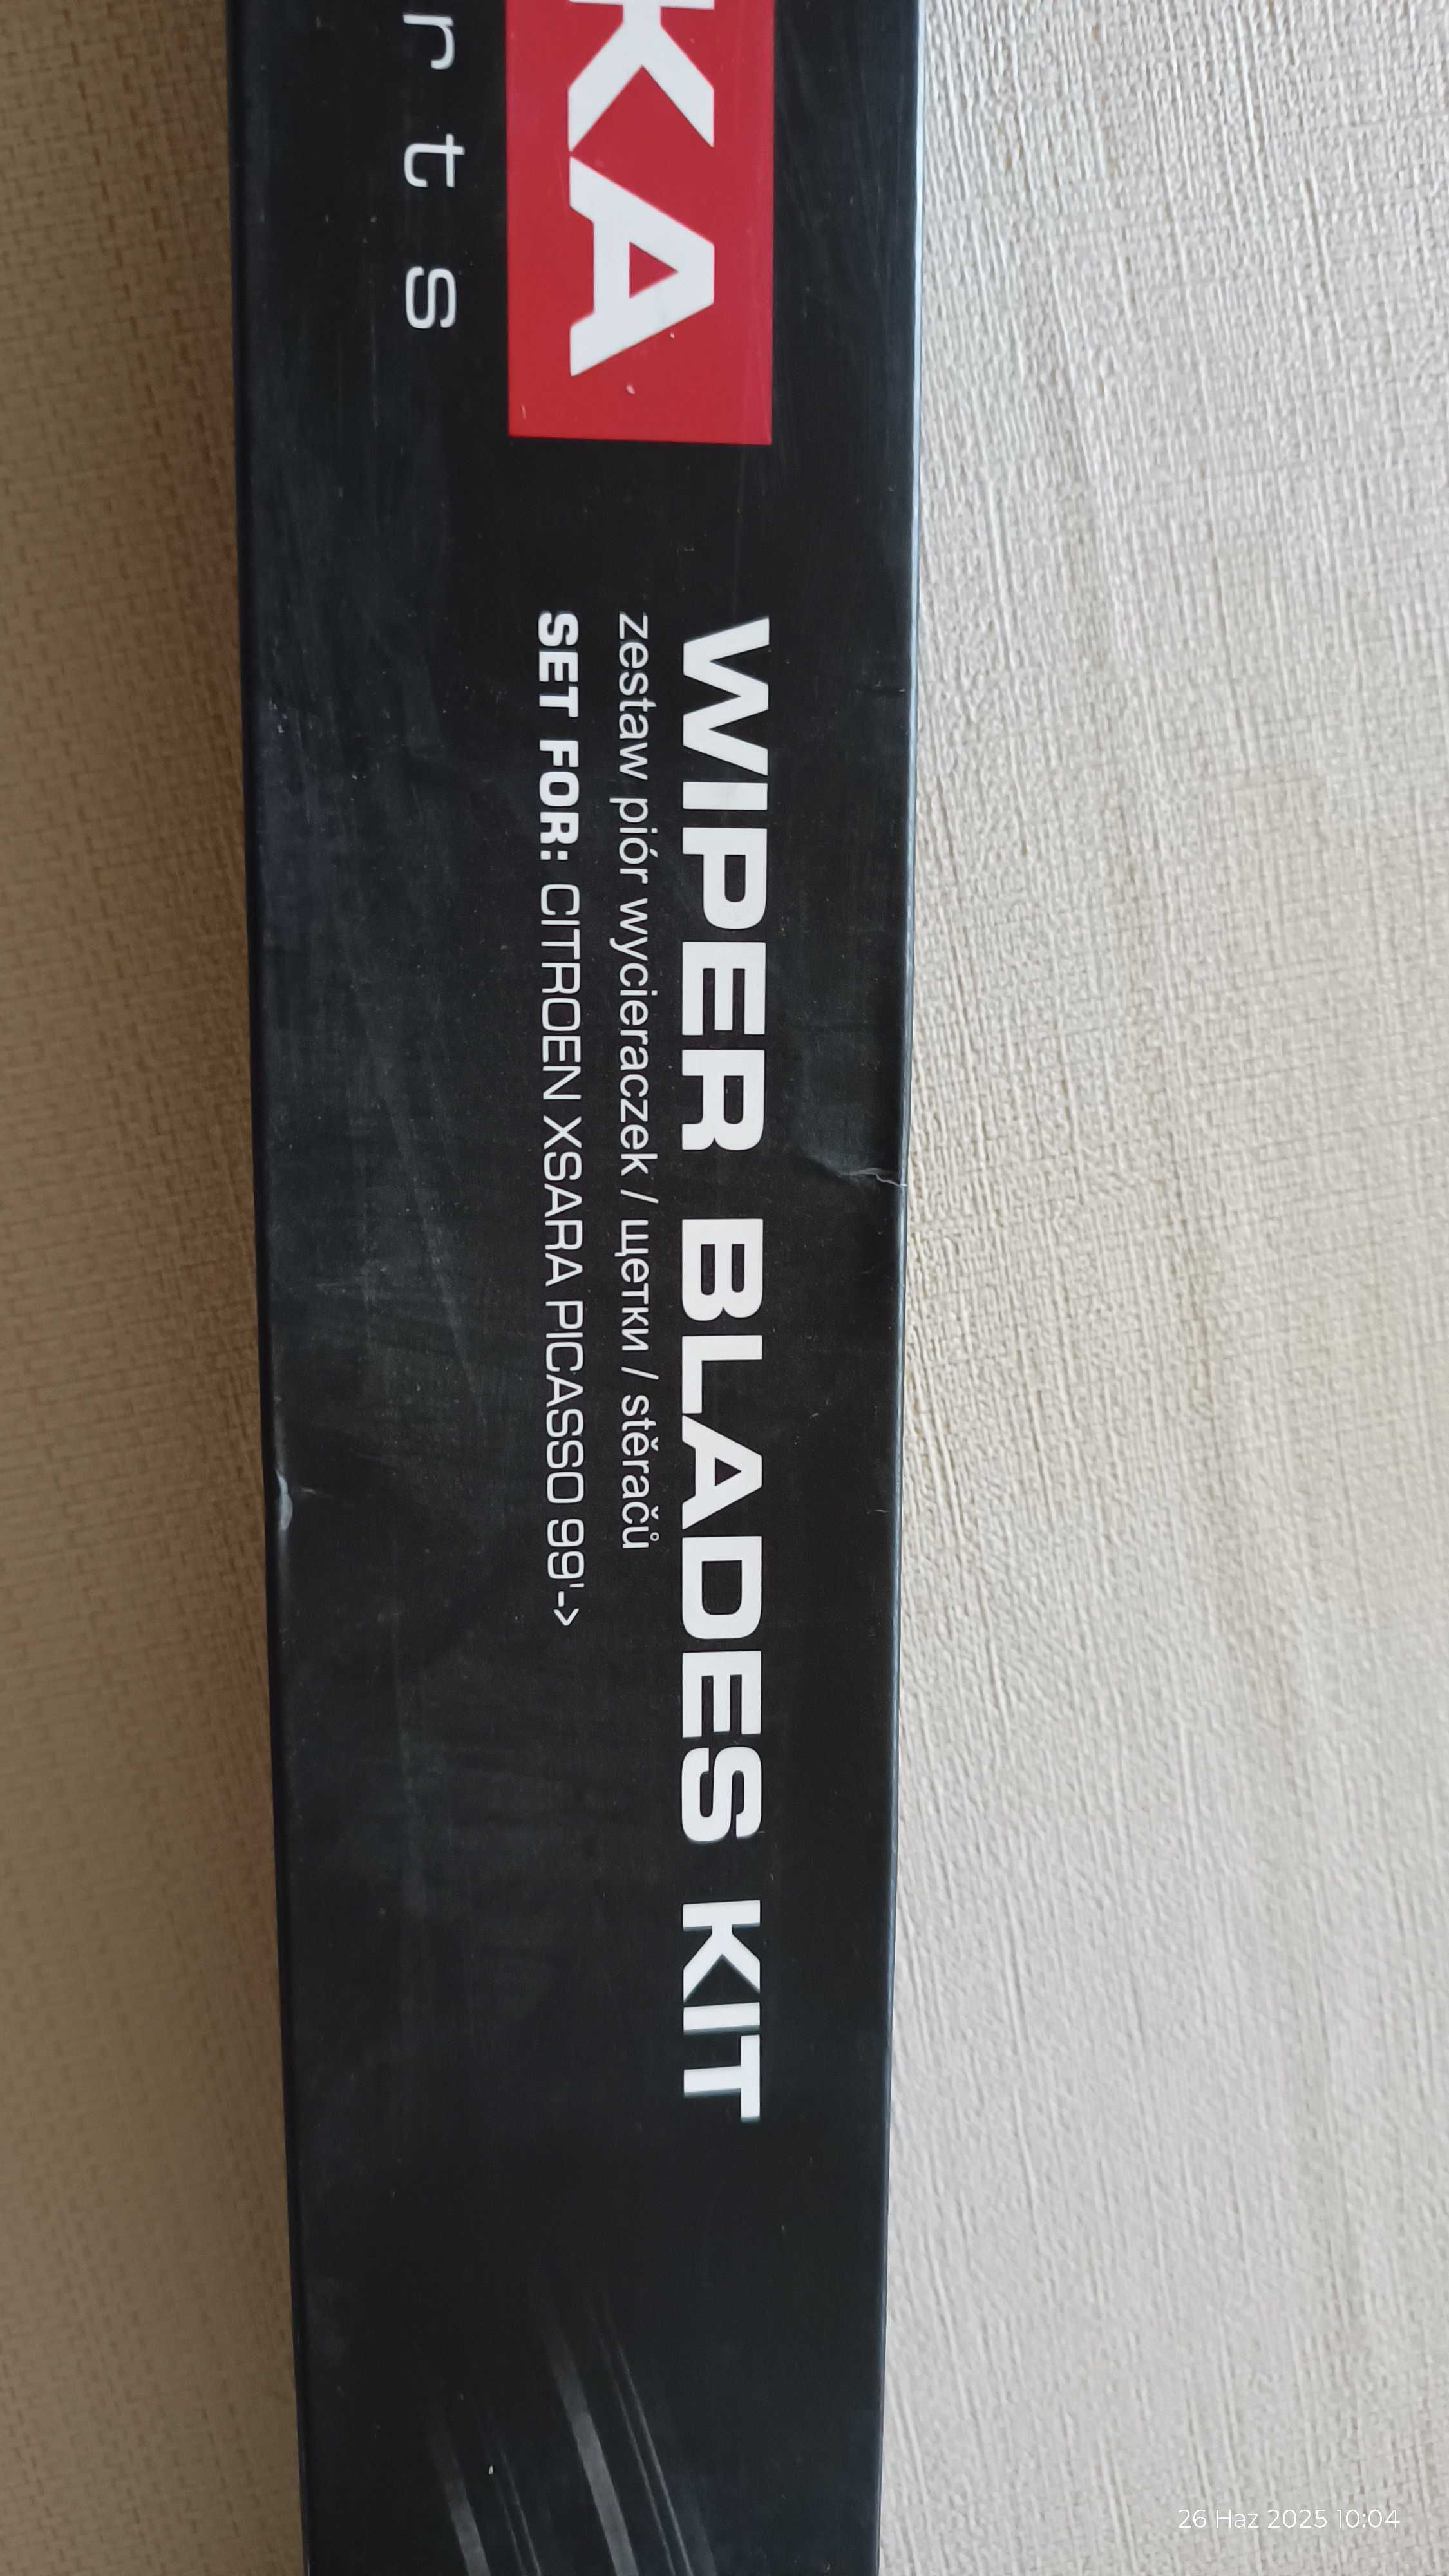 KA
rts
WIPER BLADES KIT
zestaw piór wycieraczek / щетки / stěračů
SET FOR: CITROEN XSARA PICASSO 99'->
26 Haz 2025 10:04